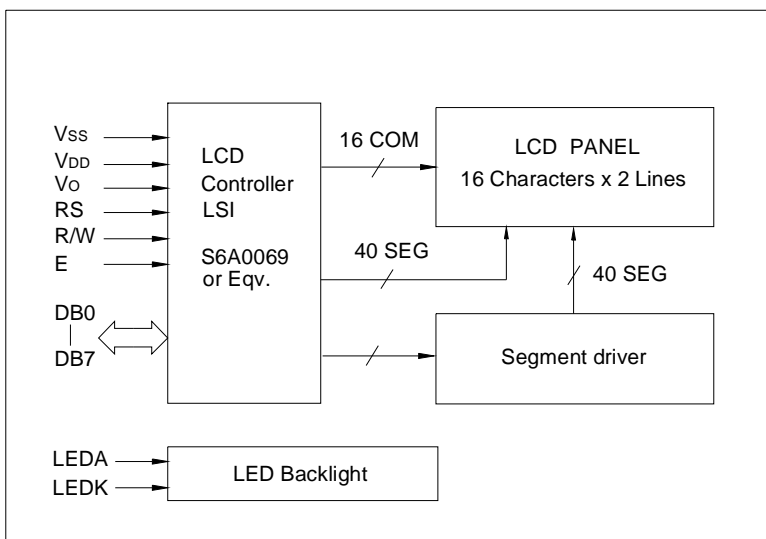 VSS
VDD
VO
RS
R/W
E
DB0
DB7
LCD
Controller
LSI
S6A0069
or Eqv.
16 COM
40 SEG
LCD PANEL
16 Characters x 2 Lines
40 SEG
Segment driver
LEDA
LEDK
LED Backlight